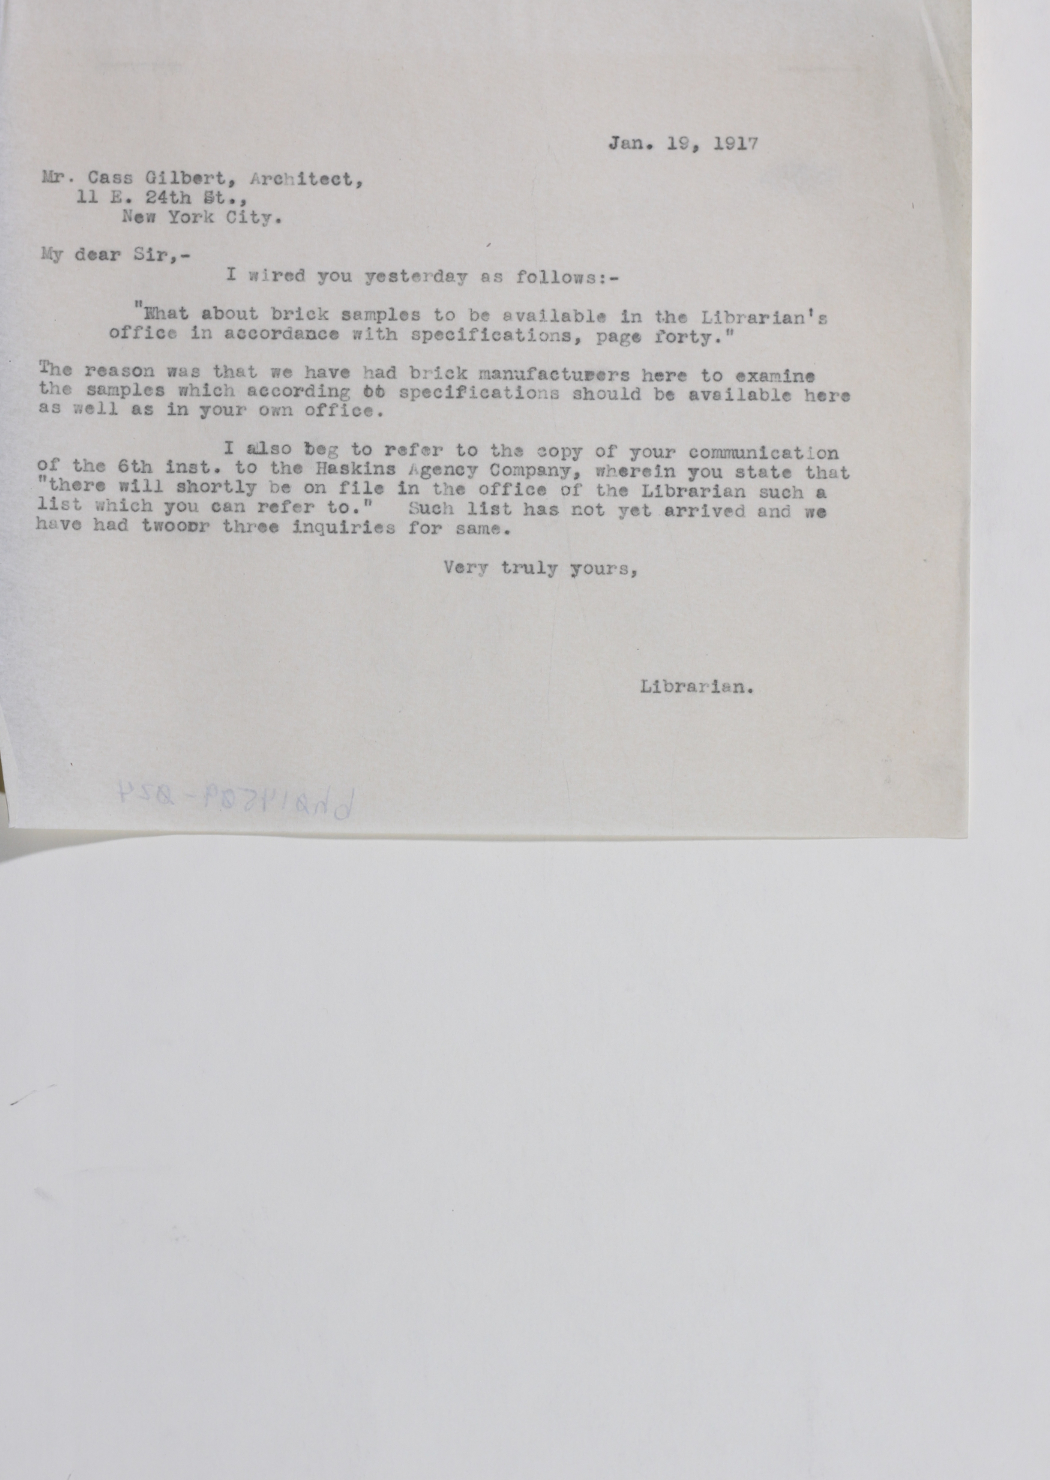 Jan. 19, 1917
Mr. Cass Gilbert, Architect,
11 E. 24th St.,
New York City.
My dear Sir,-
I wired you yesterday as follows:-
"What about brick samples to be available in the Librarian's
office in accordance with specifications, page forty."
The reason was that we have had brick manufacturers here to examine
the samples which according to specifications should be available here
as well as in your own office.
I also beg to refer to the copy of your communication
of the 6th inst. to the Haskins Agency Company, wherein you state that
"there will shortly be on file in the office of the Librarian such a
list which you can refer to." Such list has not yet arrived and we
have had twoor three inquiries for same.
Very truly yours,
Librarian.